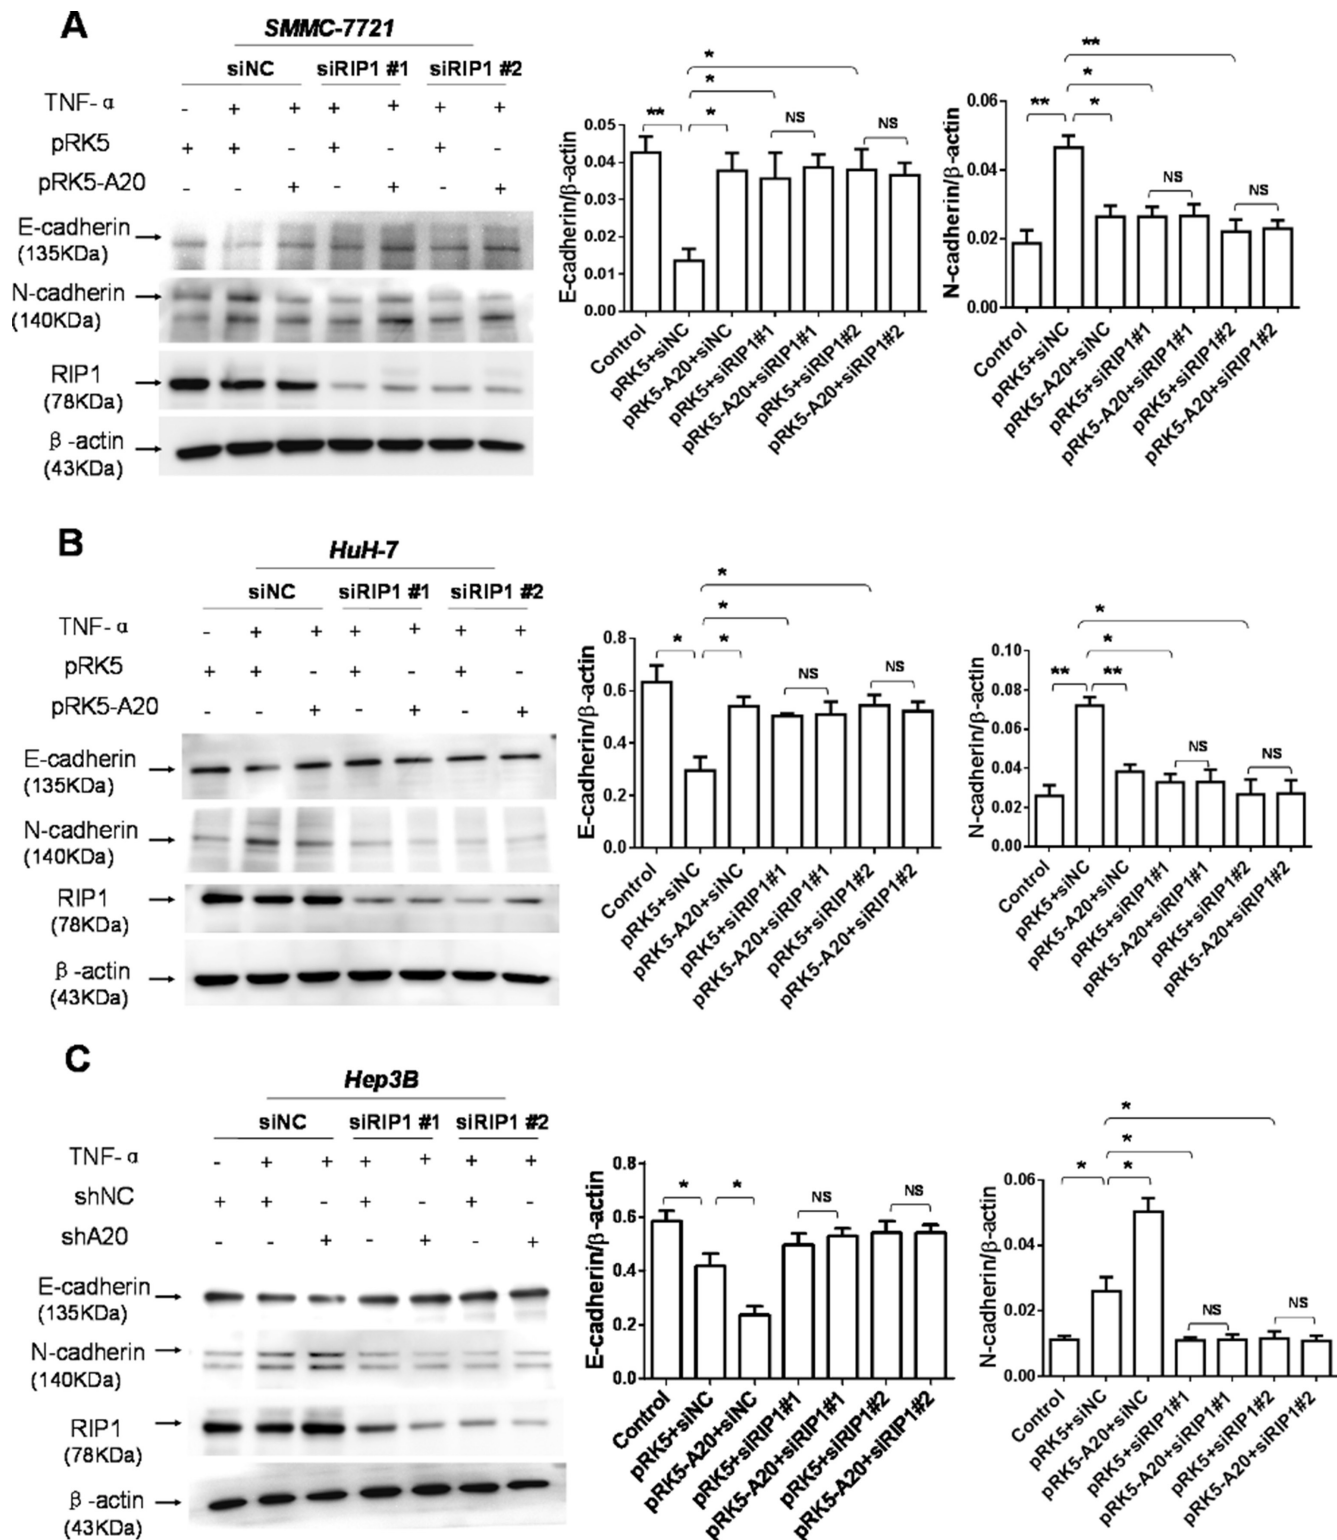 A
SMMC-7721
siNC siRIP1 #1 siRIP1 #2
TNF-α - + + + + + +
pRK5 + + - + - + -
pRK5-A20 - - + - + - +
E-cadherin
(135KDa)
N-cadherin
(140KDa)
RIP1
(78KDa)
β-actin
(43KDa)
E-cadherin/β-actin
0.05
0.04
0.03
0.02
0.01
0.00
** * * * NS NS
Control
pRK5+siNC
pRK5-A20+siNC
pRK5+siRIP1#1
pRK5-A20+siRIP1#1
pRK5+siRIP1#2
pRK5-A20+siRIP1#2
N-cadherin/β-actin
0.06
0.04
0.02
0.00
** * * ** NS NS
Control
pRK5+siNC
pRK5-A20+siNC
pRK5+siRIP1#1
pRK5-A20+siRIP1#1
pRK5+siRIP1#2
pRK5-A20+siRIP1#2
B
HuH-7
siNC siRIP1 #1 siRIP1 #2
TNF-α - + + + + + +
pRK5 + + - + - + -
pRK5-A20 - - + - + - +
E-cadherin
(135KDa)
N-cadherin
(140KDa)
RIP1
(78KDa)
β-actin
(43KDa)
E-cadherin/β-actin
0.8
0.6
0.4
0.2
0.0
* * * * NS NS
Control
pRK5+siNC
pRK5-A20+siNC
pRK5+siRIP1#1
pRK5-A20+siRIP1#1
pRK5+siRIP1#2
pRK5-A20+siRIP1#2
N-cadherin/β-actin
0.10
0.08
0.06
0.04
0.02
0.00
** ** * * NS NS
Control
pRK5+siNC
pRK5-A20+siNC
pRK5+siRIP1#1
pRK5-A20+siRIP1#1
pRK5+siRIP1#2
pRK5-A20+siRIP1#2
C
Hep3B
siNC siRIP1 #1 siRIP1 #2
TNF-α - + + + + + +
shNC + + - + - + -
shA20 - - + - + - +
E-cadherin
(135KDa)
N-cadherin
(140KDa)
RIP1
(78KDa)
β-actin
(43KDa)
E-cadherin/β-actin
0.8
0.6
0.4
0.2
0.0
* * NS NS
Control
pRK5+siNC
pRK5-A20+siNC
pRK5+siRIP1#1
pRK5-A20+siRIP1#1
pRK5+siRIP1#2
pRK5-A20+siRIP1#2
N-cadherin/β-actin
0.06
0.04
0.02
0.00
* * * * NS NS
Control
pRK5+siNC
pRK5-A20+siNC
pRK5+siRIP1#1
pRK5-A20+siRIP1#1
pRK5+siRIP1#2
pRK5-A20+siRIP1#2